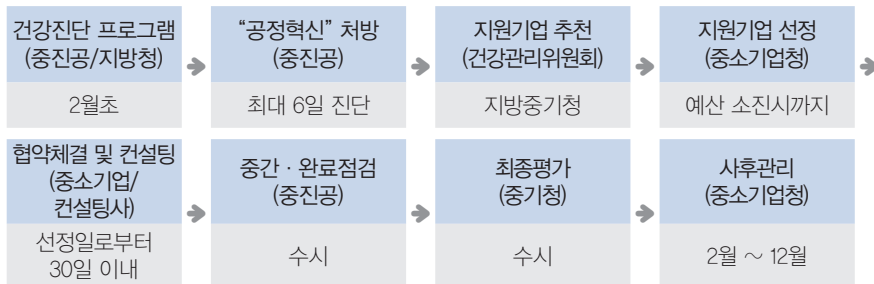 건강진단 프로그램
(중진공/지방청)
2월초
“공정혁신” 처방
(중진공)
최대 6일 진단
지원기업 추천
(건강관리위원회)
지방중기청
지원기업 선정
(중소기업청)
예산 소진시까지
협약체결 및 컨설팅
(중소기업/
컨설팅사)
선정일로부터
30일 이내
중간 · 완료점검
(중진공)
수시
최종평가
(중기청)
수시
사후관리
(중소기업청)
2월 ~ 12월